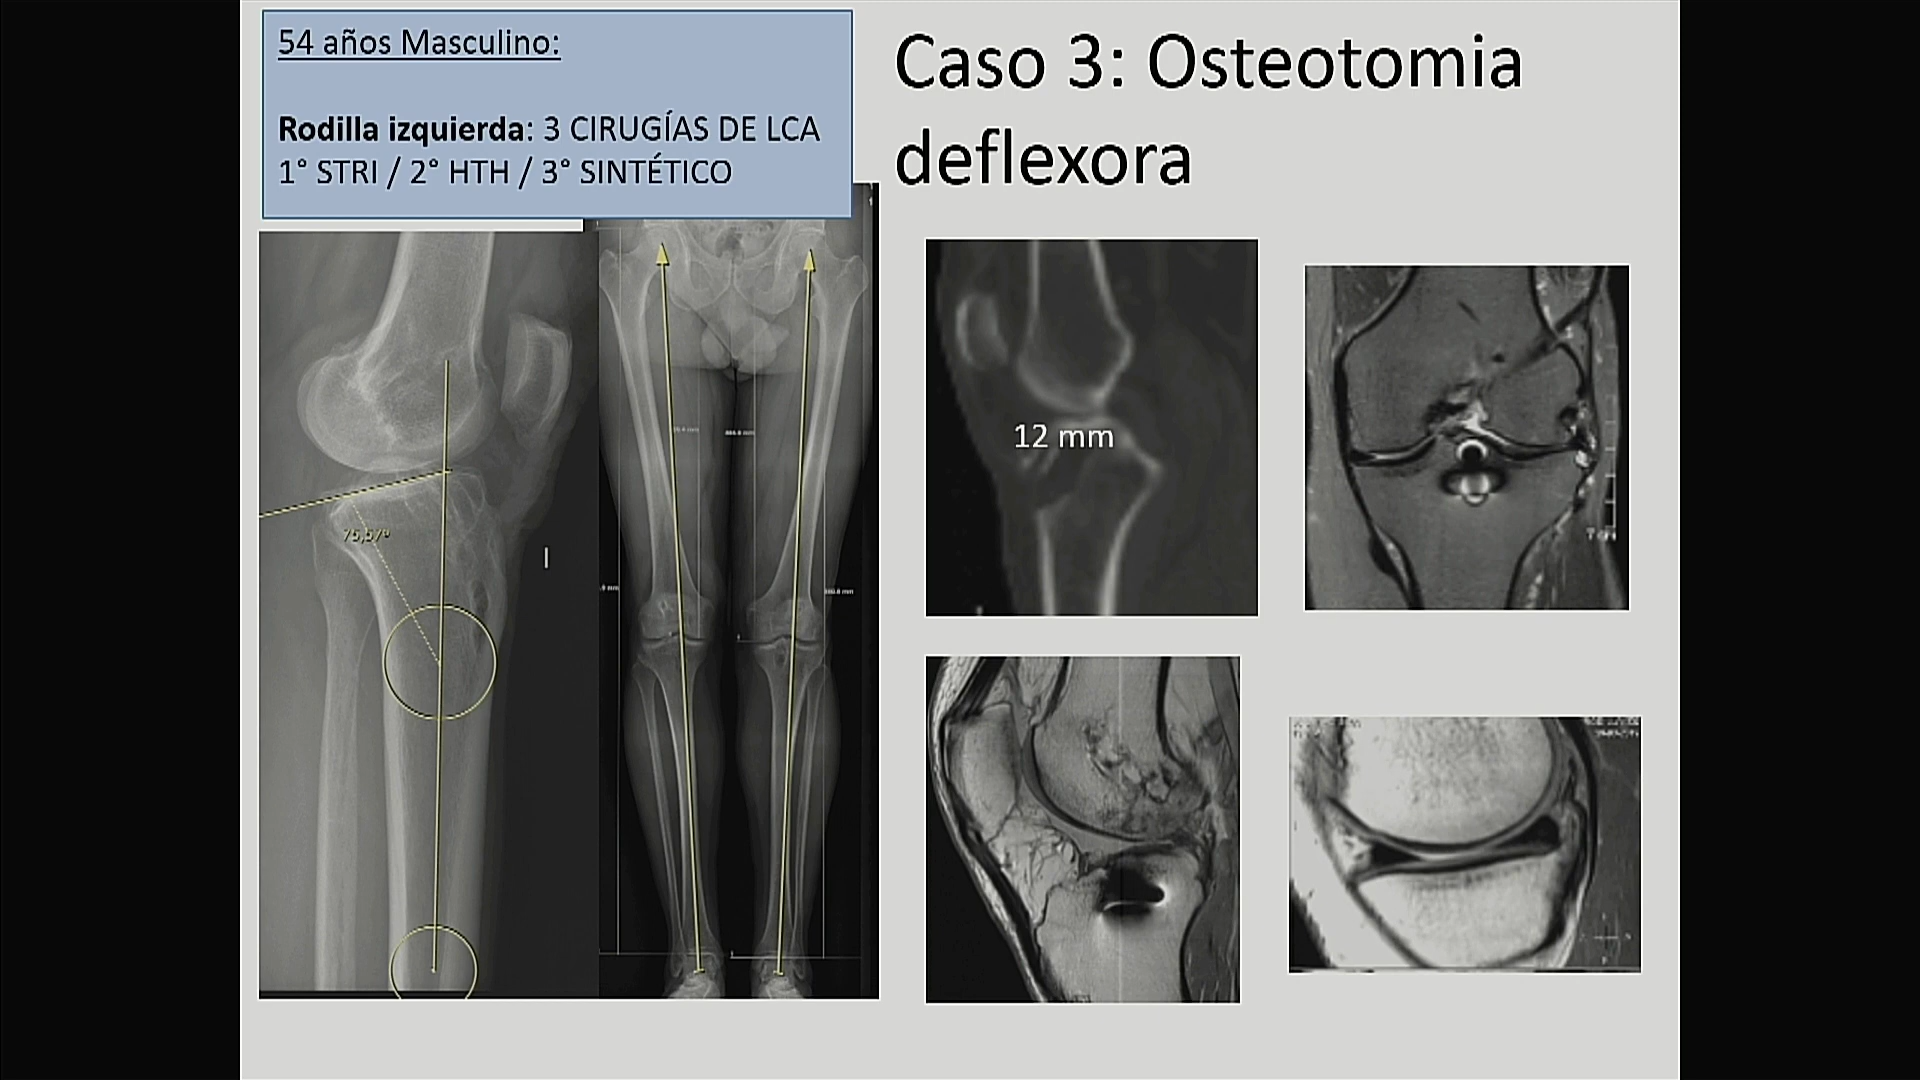 54 años Masculino:
Rodilla izquierda: 3 CIRUGÍAS DE LCA
1° STRI / 2° HTH / 3° SINTÉTICO
Caso 3: Osteotomia
deflexora
75,57º
12 mm